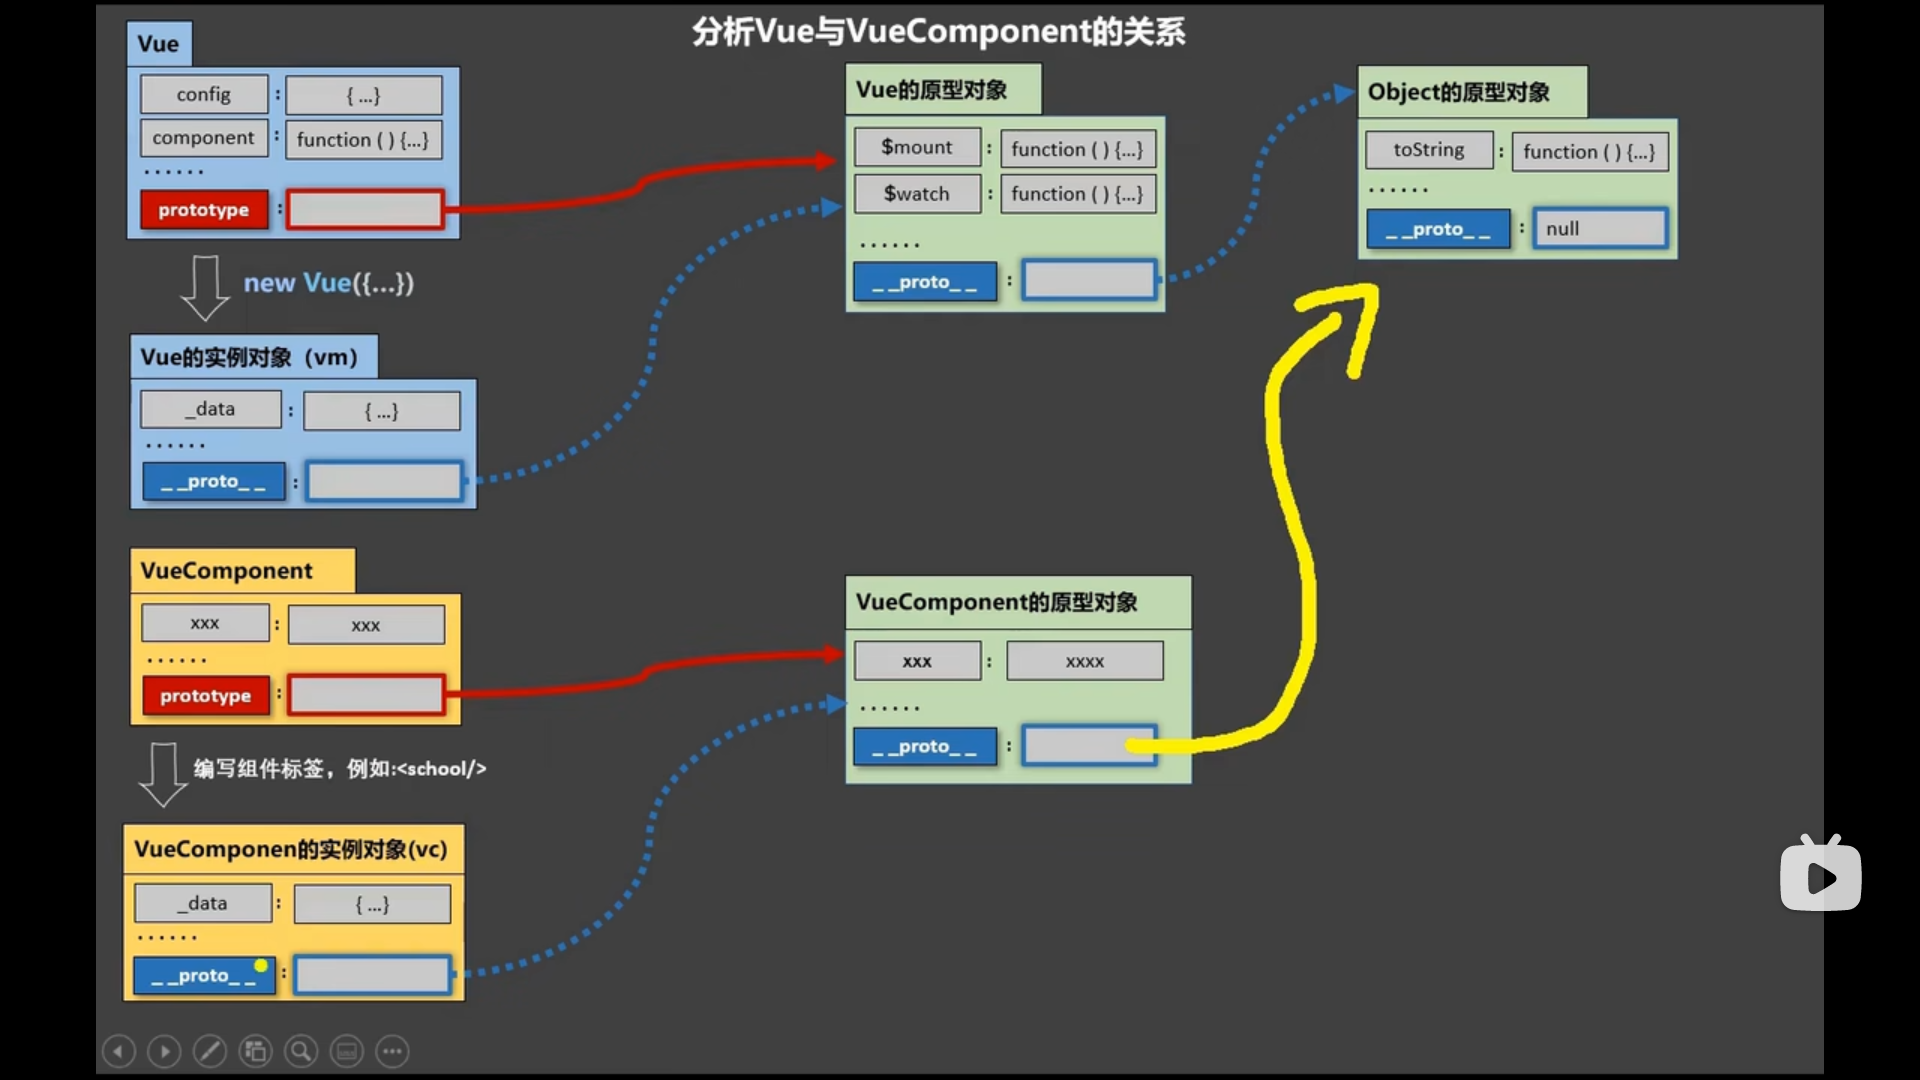 分析Vue与VueComponent的关系
Vue
config : { ...}
component : function ( ) {...}
······
prototype :
new Vue({...})
Vue的实例对象（vm）
_data : { ...}
······
_ _proto_ _ :
VueComponent
xxx : xxx
······
prototype :
编写组件标签，例如:<school/>
VueComponen的实例对象(vc)
_data : { ...}
······
_ _proto_ _ :
Vue的原型对象
$mount : function ( ) {...}
$watch : function ( ) {...}
······
_ _proto_ _ :
VueComponent的原型对象
xxx : xxxx
······
_ _proto_ _ :
Object的原型对象
toString : function ( ) {...}
······
_ _proto_ _ : null